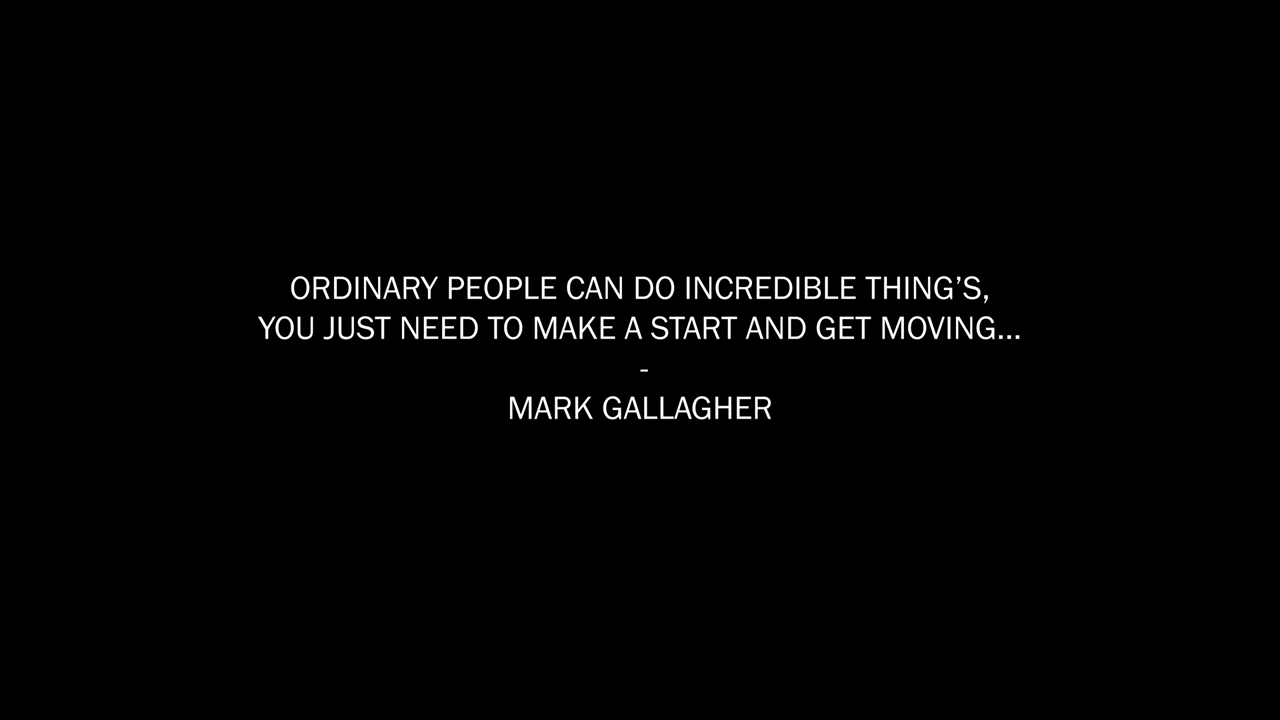 ORDINARY PEOPLE CAN DO INCREDIBLE THING’S,
YOU JUST NEED TO MAKE A START AND GET MOVING...
-
MARK GALLAGHER